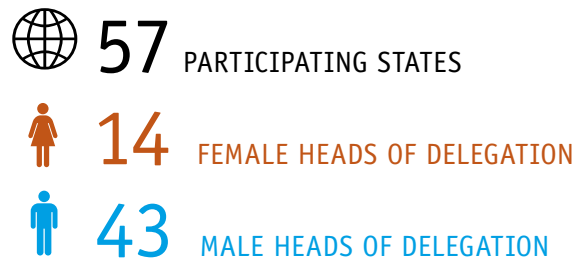 57 PARTICIPATING STATES
14 FEMALE HEADS OF DELEGATION
43 MALE HEADS OF DELEGATION